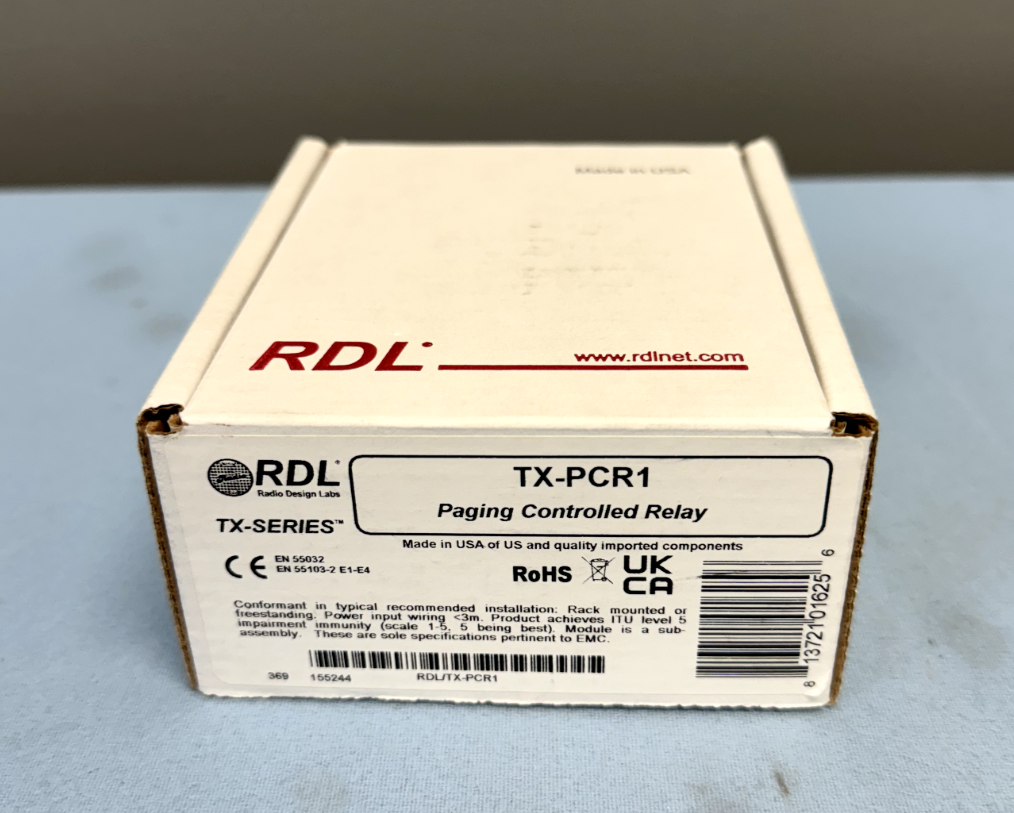 Made in USA
RDL
www.rdlnet.com
RDL
Radio Design Labs
TX-SERIES™
TX-PCR1
Paging Controlled Relay
Made in USA of US and quality imported components
CE EN 55032
EN 55103-2 E1-E4
RoHS
UK
CA
Conformant in typical recommended installation: Rack mounted or
freestanding. Power input wiring <3m. Product achieves ITU level 5
impairment immunity (scale 1-5, 5 being best). Module is a sub-
assembly. These are sole specifications pertinent to EMC.
369 155244 RDL/TX-PCR1
8 1372101625 6